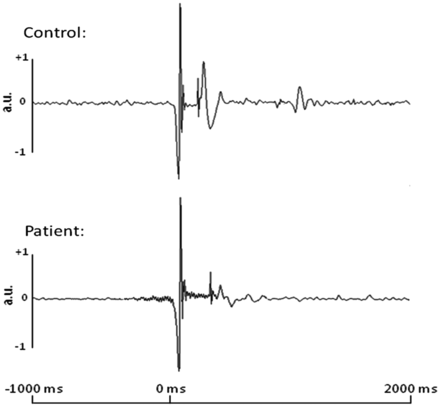 Control:
+1
a.u.
0
-1
Patient:
+1
a.u.
0
-1
-1000 ms 0 ms 2000 ms